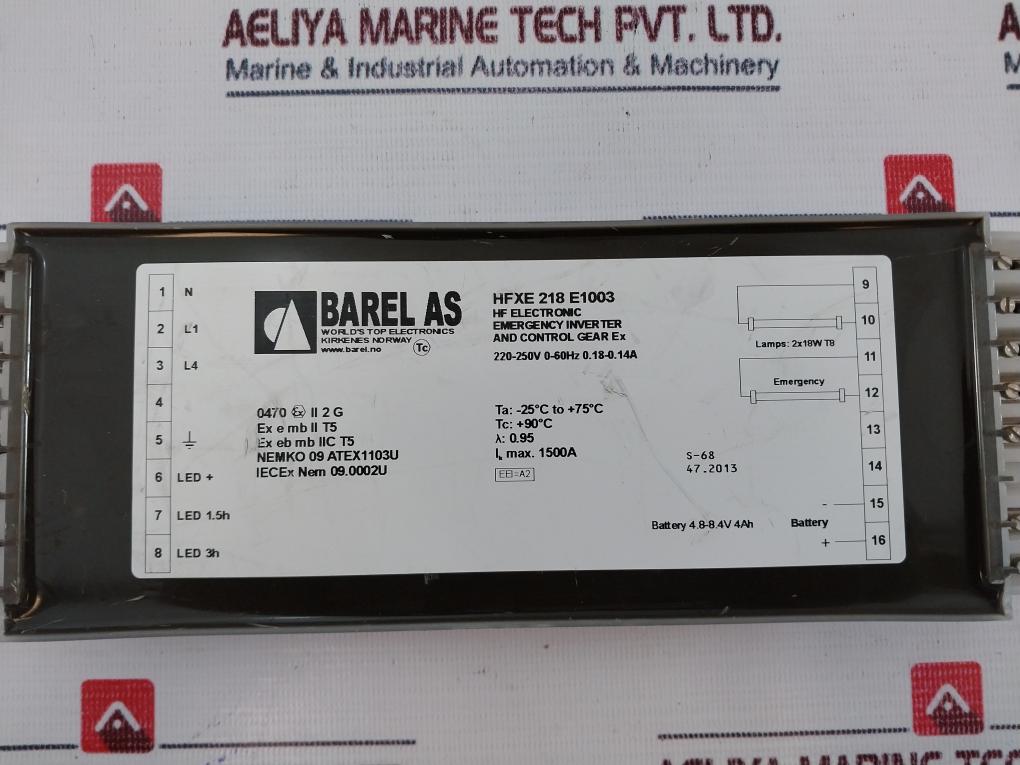 AELIYA MARINE TECH PVT. LTD.
Marine & Industrial Automation & Machinery
1 N
2 L1
3 L4
4
5
6 LED +
7 LED 1.5h
8 LED 3h
BAREL AS
WORLD'S TOP ELECTRONICS
KIRKENES NORWAY
www.barel.no
Tc
0470 Ex II 2 G
Ex e mb II T5
Ex eb mb IIC T5
NEMKO 09 ATEX1103U
IECEx Nem 09.0002U
HFXE 218 E1003
HF ELECTRONIC
EMERGENCY INVERTER
AND CONTROL GEAR Ex
220-250V 0-60Hz 0.18-0.14A
Ta: -25°C to +75°C
Tc: +90°C
λ: 0.95
max. 1500A
EEI=A2
S-68
47.2013
9
10
Lamps: 2x18W T8
11
Emergency
12
13
14
- 15
Battery 4.8-8.4V 4Ah Battery
+ 16
AELIYA MARINE TECH